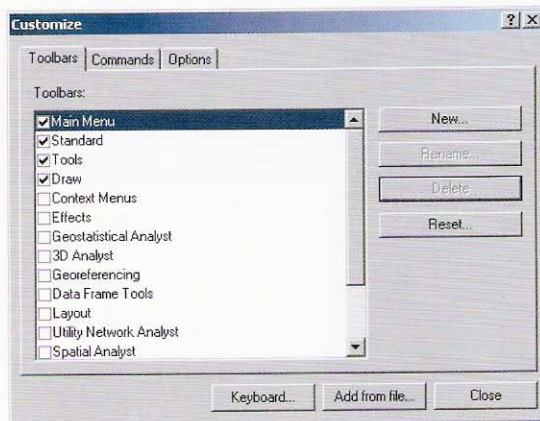 Customize
Toolbars Commands Options
Toolbars:
Main Menu
Standard
Tools
Draw
Context Menus
Effects
Geostatistical Analyst
3D Analyst
Georeferencing
Data Frame Tools
Layout
Utility Network Analyst
Spatial Analyst
New...
Rename...
Delete
Reset...
Keyboard... Add from file... Close